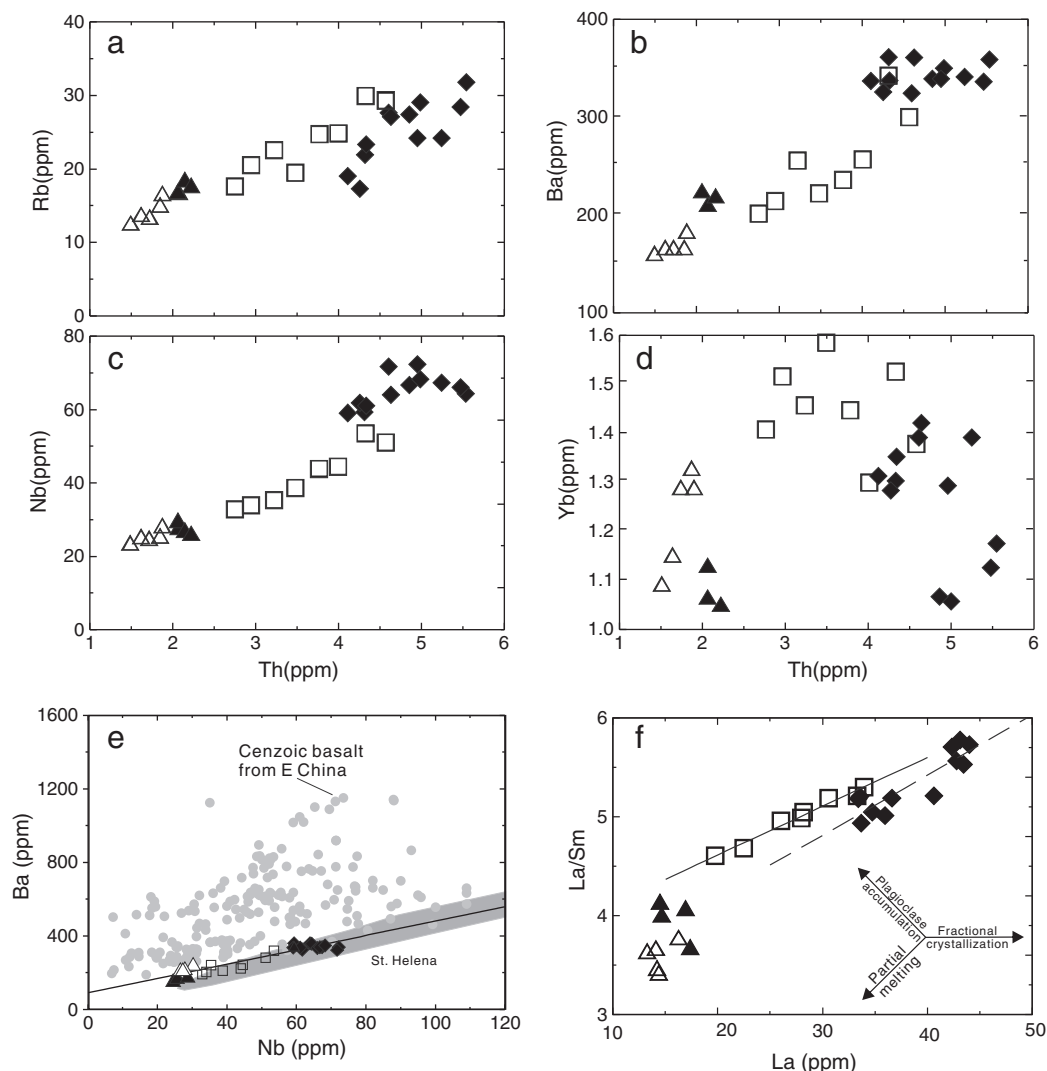 a
40
30
20
10
0
Rb(ppm)
b
400
300
200
100
Ba(ppm)
c
80
60
40
20
0
Nb(ppm)
1 2 3 4 5 6
Th(ppm)
d
1.6
1.5
1.4
1.3
1.2
1.1
1.0
Yb(ppm)
1 2 3 4 5 6
Th(ppm)
e
1600
1200
800
400
0
Ba (ppm)
Cenzoic basalt
from E China
St. Helena
0 20 40 60 80 100 120
Nb (ppm)
f
6
5
4
3
La/Sm
Plagioclase
accumulation
Fractional
crystallization
Partial
melting
10 20 30 40 50
La (ppm)